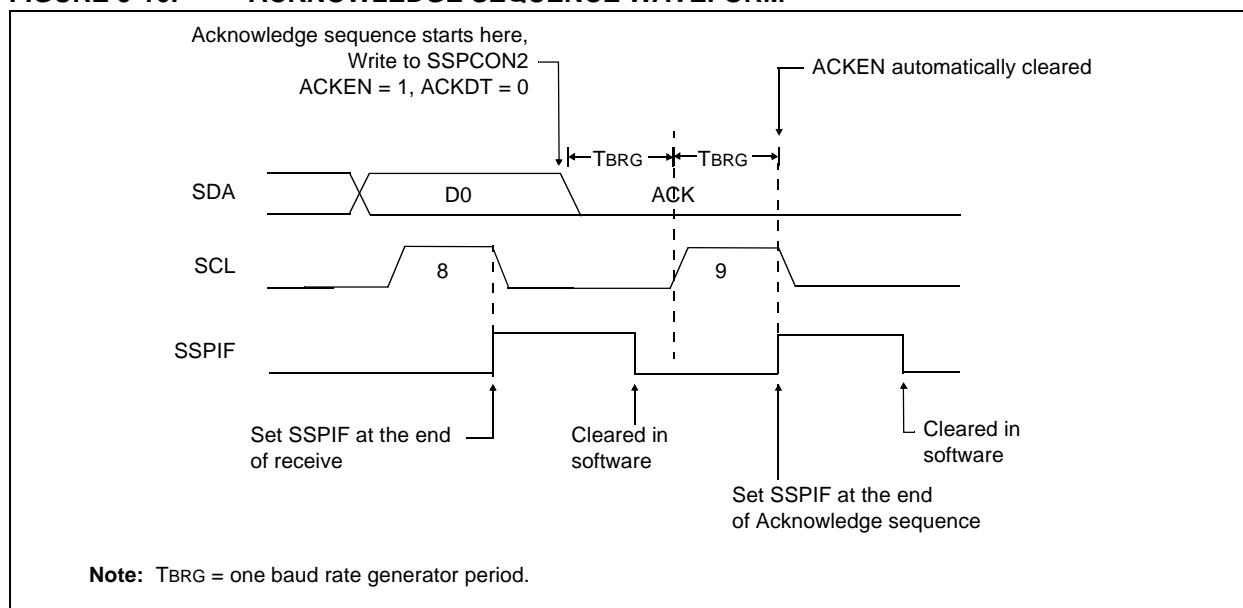 FIGURE 9-16: ACKNOWLEDGE SEQUENCE WAVEFORM
Acknowledge sequence starts here,
Write to SSPCON2
ACKEN = 1, ACKDT = 0
ACKEN automatically cleared
TBRG
TBRG
SDA
D0
ACK
SCL
8
9
SSPIF
Set SSPIF at the end
of receive
Cleared in
software
Set SSPIF at the end
of Acknowledge sequence
Cleared in
software
Note: TBRG = one baud rate generator period.